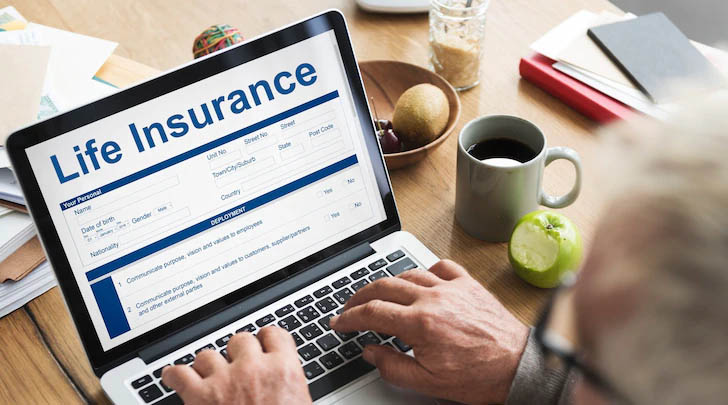 Life Insurance
Your Personal
Name
Date of birth
Gender Male
Nationality
Unit No. Street No. Street
Town/City/Suburb State Post Code
Country
DEPLOYMENT
1 Communicate purpose, vision and values to employees Yes No
2 Communicate purpose, vision and values to customers, supplier/partners Yes No
and other external parties